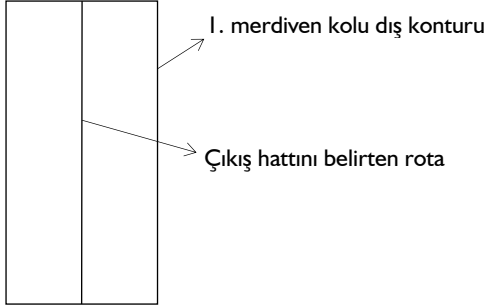 1. merdiven kolu dış konturu
Çıkış hattını belirten rota